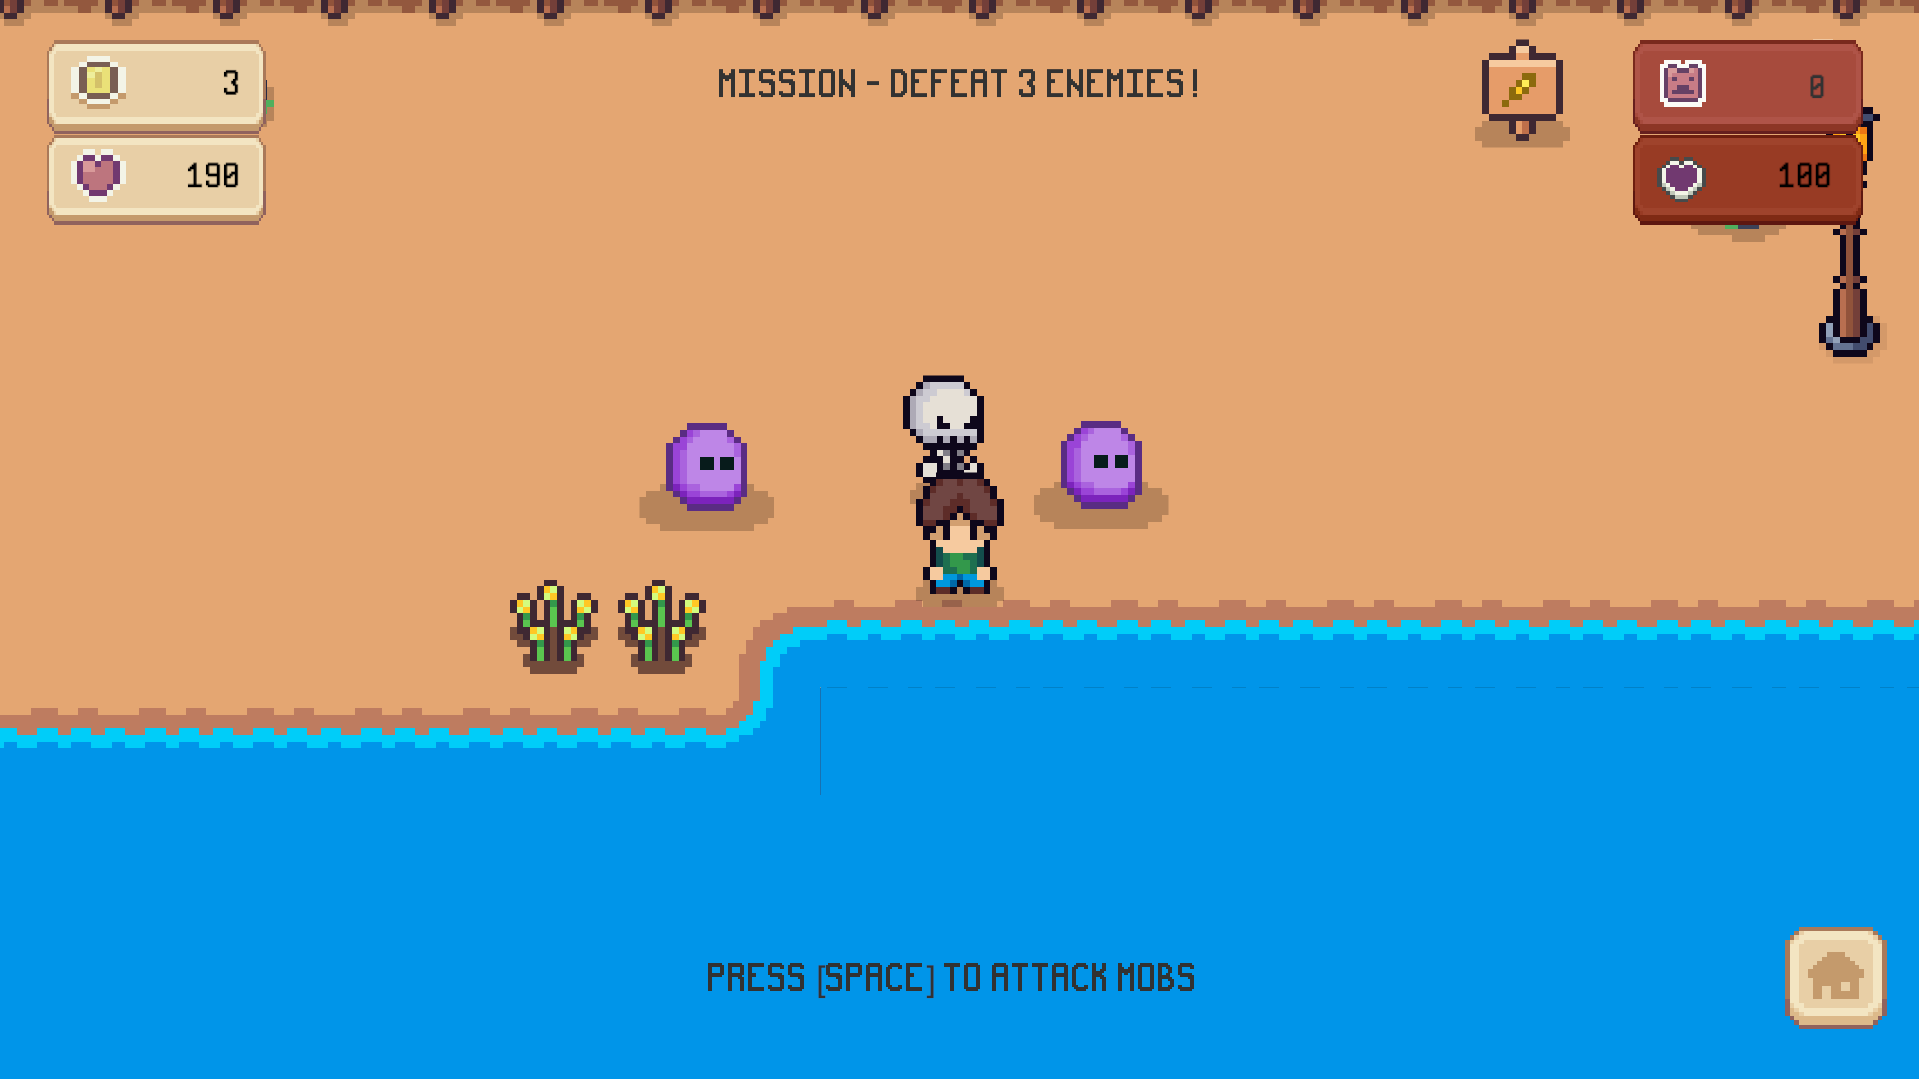 3
MISSION - DEFEAT 3 ENEMIES!
0
190
100
PRESS [SPACE] TO ATTACK MOBS